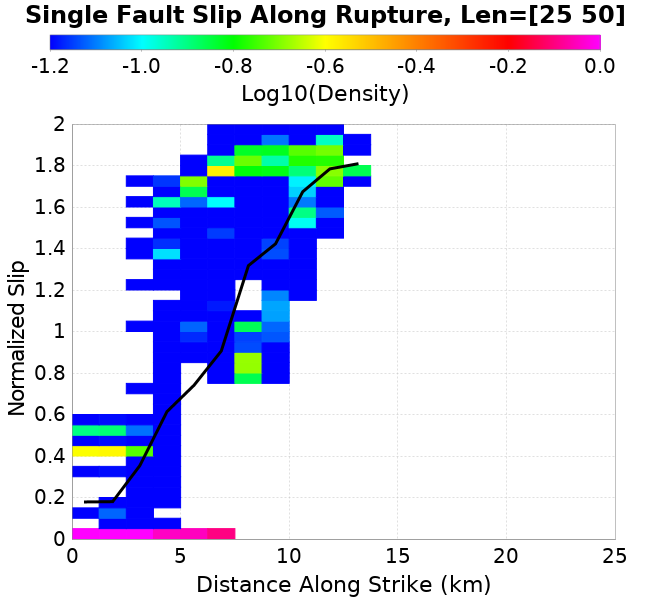 Single Fault Slip Along Rupture, Len=[25 50]
-1.2 -1.0 -0.8 -0.6 -0.4 -0.2 0.0
Log10(Density)
2
1.8
1.6
1.4
1.2
1
0.8
0.6
0.4
0.2
0
Normalized Slip
0 5 10 15 20 25
Distance Along Strike (km)